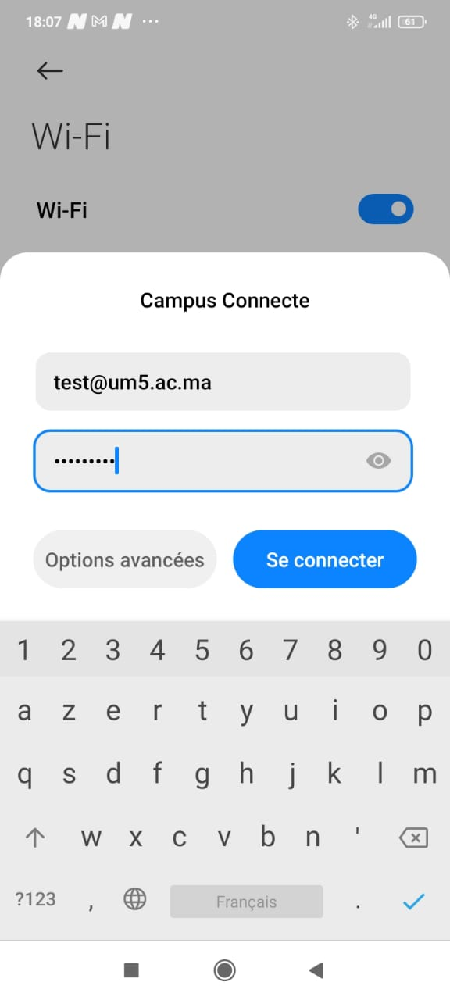 18:07
4G
61
Wi-Fi
Wi-Fi
Campus Connecte
test@um5.ac.ma
•••••••••
Options avancées
Se connecter
1 2 3 4 5 6 7 8 9 0
a z e r t y u i o p
q s d f g h j k l m
w x c v b n '
?123 , Français .